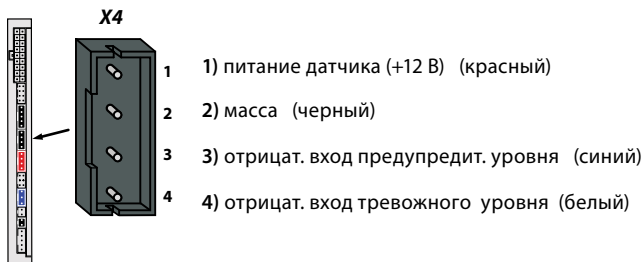 X4
1 1) питание датчика (+12 В) (красный)
2 2) масса (черный)
3 3) отрицат. вход предупредит. уровня (синий)
4 4) отрицат. вход тревожного уровня (белый)